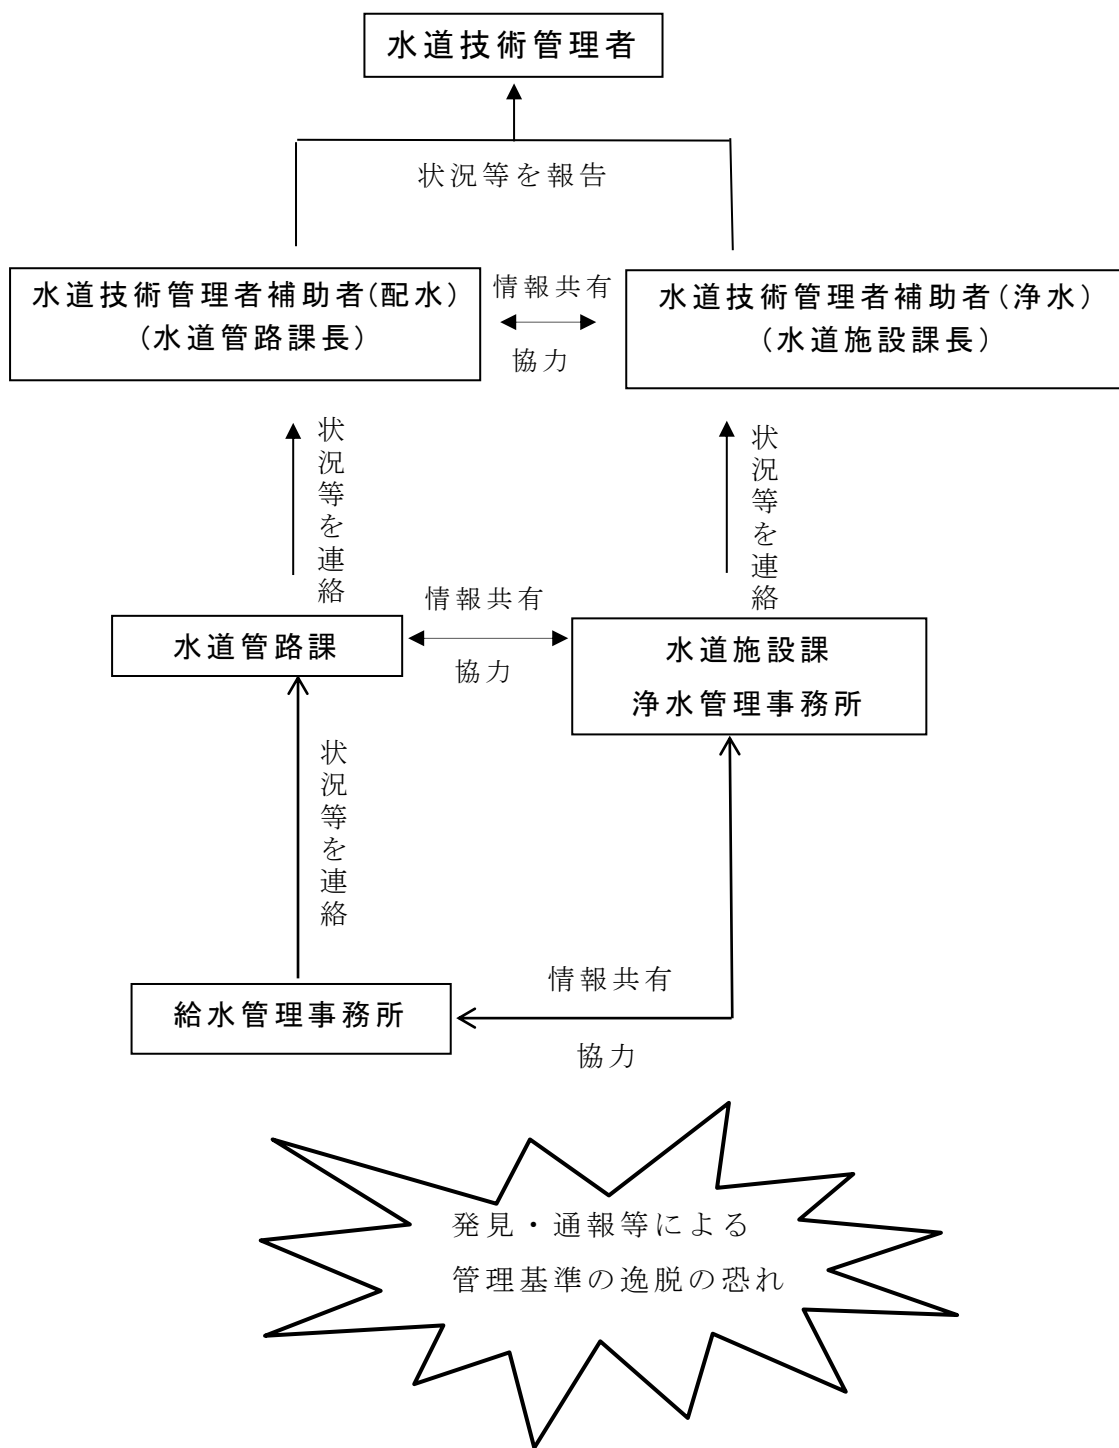 水道技術管理者
状況等を報告
水道技術管理者補助者(配水)
(水道管路課長)
情報共有
協力
水道技術管理者補助者(浄水)
(水道施設課長)
状況等を連絡
状況等を連絡
水道管路課
情報共有
協力
水道施設課
浄水管理事務所
状況等を連絡
給水管理事務所
情報共有
協力
発見・通報等による
管理基準の逸脱の恐れ